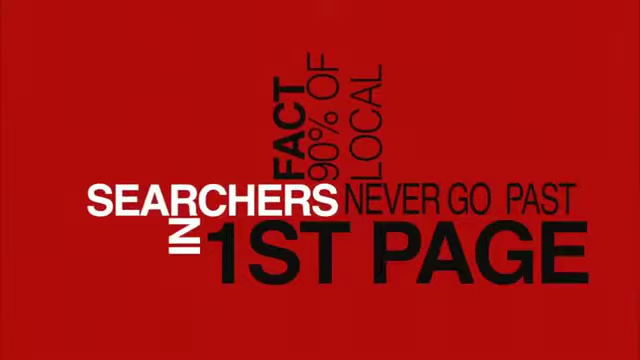 FACT
90% OF
LOCAL
SEARCHERS NEVER GO PAST
IN 1ST PAGE